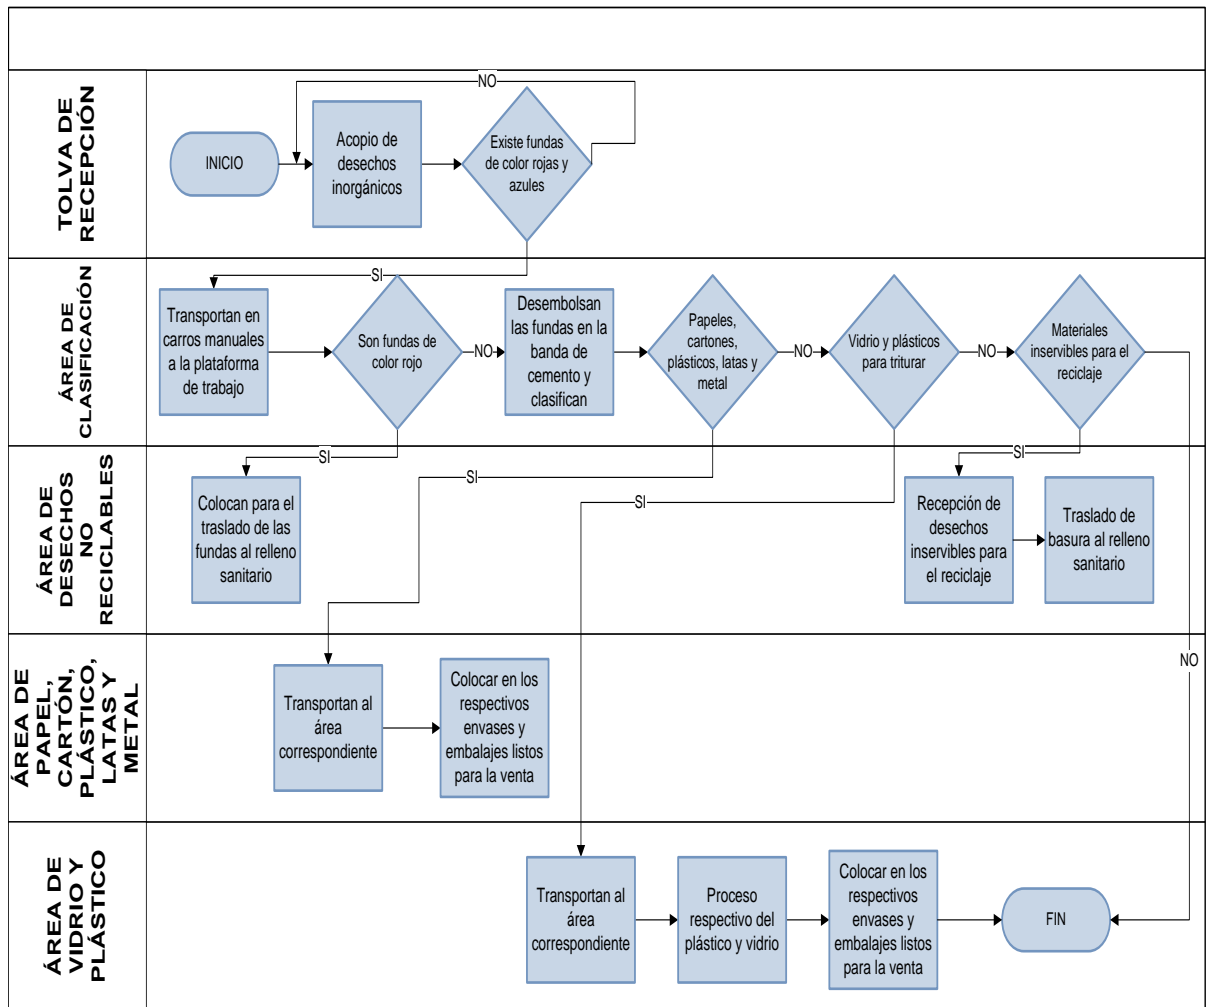 TOLVA DE
RECEPCIÓN
NO
INICIO
Acopio de
desechos
inorgánicos
Existe fundas
de color rojas y
azules
ÁREA DE
CLASIFICACIÓN
SI
Transportan en
carros manuales
a la plataforma
de trabajo
Son fundas de
color rojo
NO
Desembolsan
las fundas en la
banda de
cemento y
clasifican
Papeles,
cartones,
plásticos, latas y
metal
NO
Vidrio y plásticos
para triturar
NO
Materiales
inservibles para el
reciclaje
ÁREA DE
DESECHOS
NO
RECICLABLES
SI
SI
SI
SI
Colocan para el
traslado de las
fundas al relleno
sanitario
Recepción de
desechos
inservibles para
el reciclaje
Traslado de
basura al relleno
sanitario
ÁREA DE
PAPEL,
CARTÓN,
PLÁSTICO,
LATAS Y
METAL
Transportan al
área
correspondiente
Colocar en los
respectivos
envases y
embalajes listos
para la venta
NO
ÁREA DE
VIDRIO Y
PLÁSTICO
Transportan al
área
correspondiente
Proceso
respectivo del
plástico y vidrio
Colocar en los
respectivos
envases y
embalajes listos
para la venta
FIN